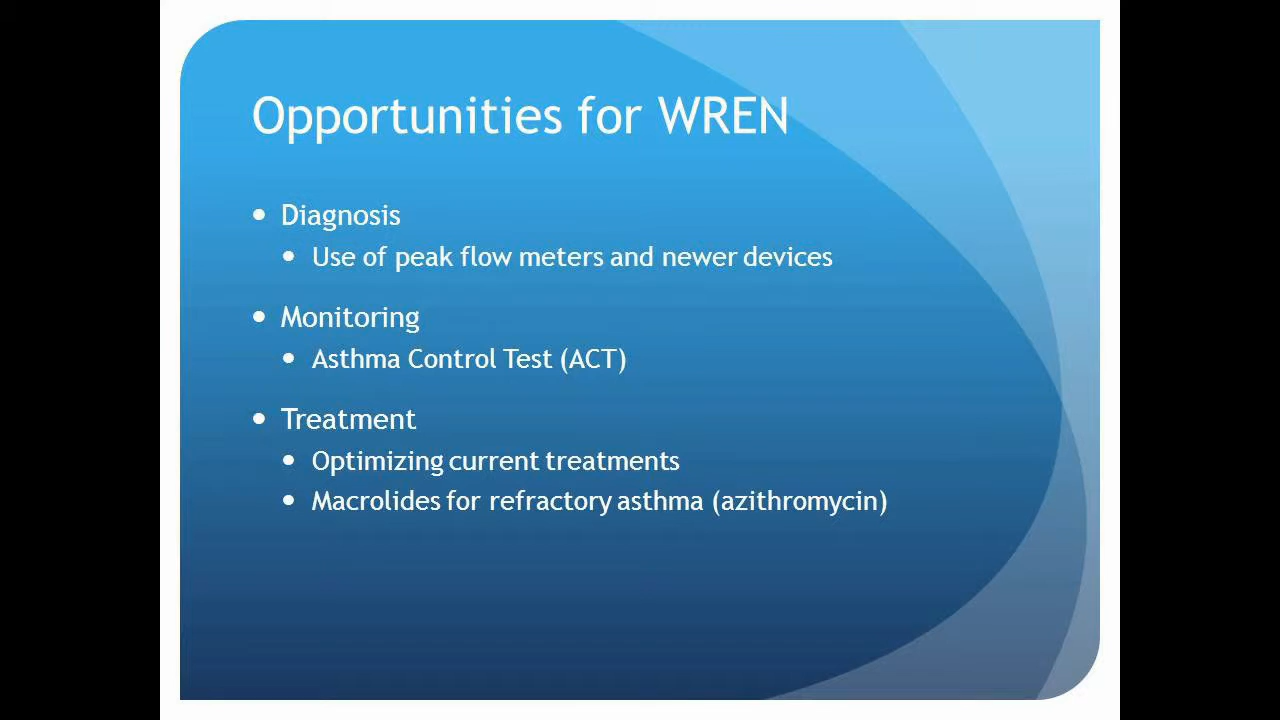 Opportunities for WREN
• Diagnosis
• Use of peak flow meters and newer devices
• Monitoring
• Asthma Control Test (ACT)
• Treatment
• Optimizing current treatments
• Macrolides for refractory asthma (azithromycin)